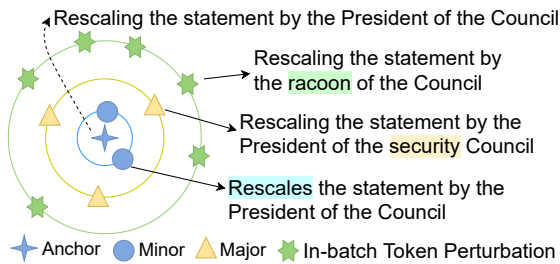 Rescaling the statement by the President of the Council
Rescaling the statement by
the racoon of the Council
Rescaling the statement by the
President of the security Council
Rescales the statement by the
President of the Council
Anchor Minor Major In-batch Token Perturbation